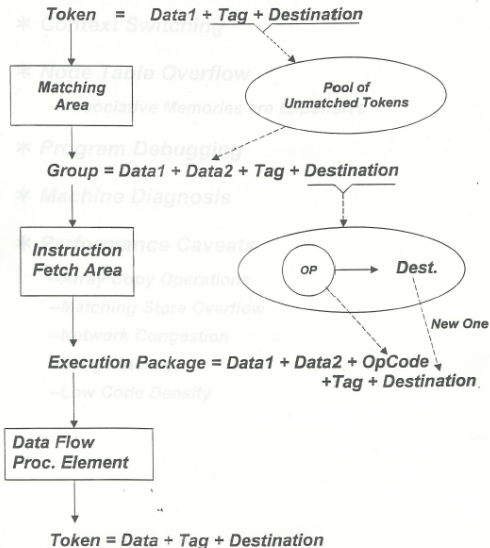 Token = Data1 + Tag + Destination
* Context Switching
* Node Table Overflow
Matching
Area
Pool of
Unmatched Tokens
* Program Debugging
Group = Data1 + Data2 + Tag + Destination
* Machine Diagnosis
* Performance Caveats
Instruction
Fetch Area
OP
Dest.
--Array Copy Operations
--Matching Store Overflow
New One
--Network Congestion
Execution Package = Data1 + Data2 + OpCode
+Tag + Destination
--Low Code Density
Data Flow
Proc. Element
Token = Data + Tag + Destination